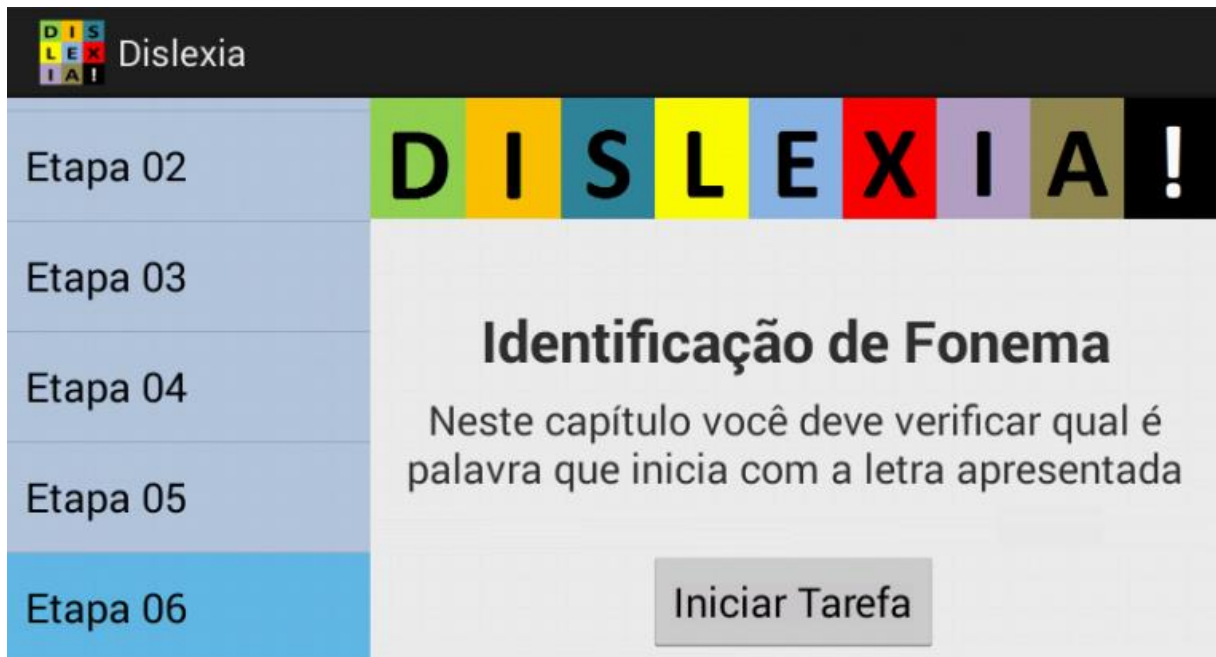 DIS
LEX
IA!
Dislexia
Etapa 02
Etapa 03
Etapa 04
Etapa 05
Etapa 06
DISLEXIA!
Identificação de Fonema
Neste capítulo você deve verificar qual é
palavra que inicia com a letra apresentada
Iniciar Tarefa